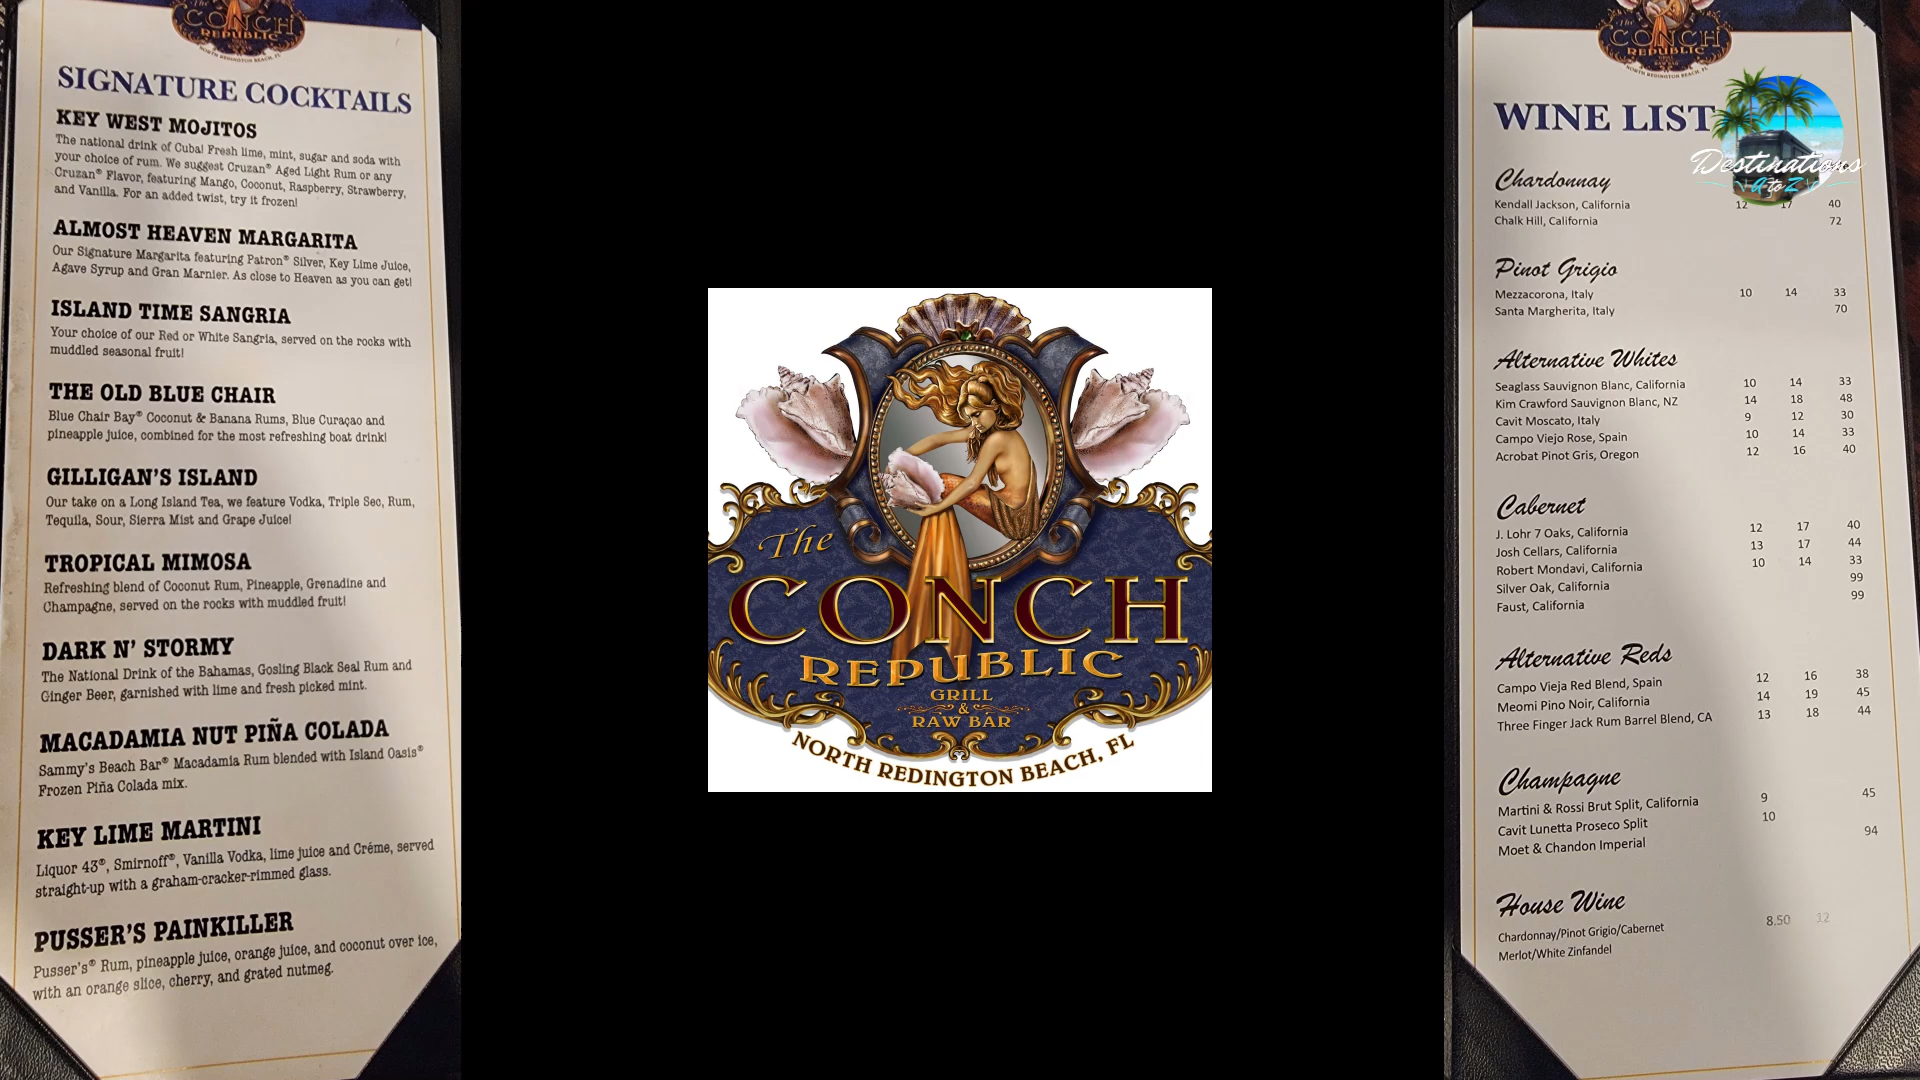 The
CONCH
REPUBLIC
NORTH REDINGTON BEACH, FL
SIGNATURE COCKTAILS
KEY WEST MOJITOS
The national drink of Cuba! Fresh lime, mint, sugar and soda with
your choice of rum. We suggest Cruzan® Aged Light Rum or any
Cruzan® Flavor, featuring Mango, Coconut, Raspberry, Strawberry,
and Vanilla. For an added twist, try it frozen!
ALMOST HEAVEN MARGARITA
Our Signature Margarita featuring Patron® Silver, Key Lime Juice,
Agave Syrup and Gran Marnier. As close to Heaven as you can get!
ISLAND TIME SANGRIA
Your choice of our Red or White Sangria, served on the rocks with
muddled seasonal fruit!
THE OLD BLUE CHAIR
Blue Chair Bay® Coconut & Banana Rums, Blue Curaçao and
pineapple juice, combined for the most refreshing boat drink!
GILLIGAN'S ISLAND
Our take on a Long Island Tea, we feature Vodka, Triple Sec, Rum,
Tequila, Sour, Sierra Mist and Grape Juice!
TROPICAL MIMOSA
Refreshing blend of Coconut Rum, Pineapple, Grenadine and
Champagne, served on the rocks with muddled fruit!
DARK N' STORMY
The National Drink of the Bahamas, Gosling Black Seal Rum and
Ginger Beer, garnished with lime and fresh picked mint.
MACADAMIA NUT PIÑA COLADA
Sammy's Beach Bar® Macadamia Rum blended with Island Oasis®
Frozen Piña Colada mix.
KEY LIME MARTINI
Liquor 43®, Smirnoff®, Vanilla Vodka, lime juice and Créme, served
straight-up with a graham-cracker-rimmed glass.
PUSSER'S PAINKILLER
Pusser's® Rum, pineapple juice, orange juice, and coconut over ice,
with an orange slice, cherry, and grated nutmeg.
The
CONCH
REPUBLIC
GRILL
&
RAW BAR
NORTH REDINGTON BEACH, FL
The
CONCH
REPUBLIC
GRILL
RAW BAR
NORTH REDINGTON BEACH, FL
WINE LIST
Destinations
A to Z
Chardonnay
Kendall Jackson, California 12 17 40
Chalk Hill, California 72
Pinot Grigio
Mezzacorona, Italy 10 14 33
Santa Margherita, Italy 70
Alternative Whites
Seaglass Sauvignon Blanc, California 10 14 33
Kim Crawford Sauvignon Blanc, NZ 14 18 48
Cavit Moscato, Italy 9 12 30
Campo Viejo Rose, Spain 10 14 33
Acrobat Pinot Gris, Oregon 12 16 40
Cabernet
J. Lohr 7 Oaks, California 12 17 40
Josh Cellars, California 13 17 44
Robert Mondavi, California 10 14 33
Silver Oak, California 99
Faust, California 99
Alternative Reds
Campo Vieja Red Blend, Spain 12 16 38
Meomi Pino Noir, California 14 19 45
Three Finger Jack Rum Barrel Blend, CA 13 18 44
Champagne
Martini & Rossi Brut Split, California 9 45
Cavit Lunetta Proseco Split 10
Moet & Chandon Imperial 94
House Wine
Chardonnay/Pinot Grigio/Cabernet 8.50 12
Merlot/White Zinfandel